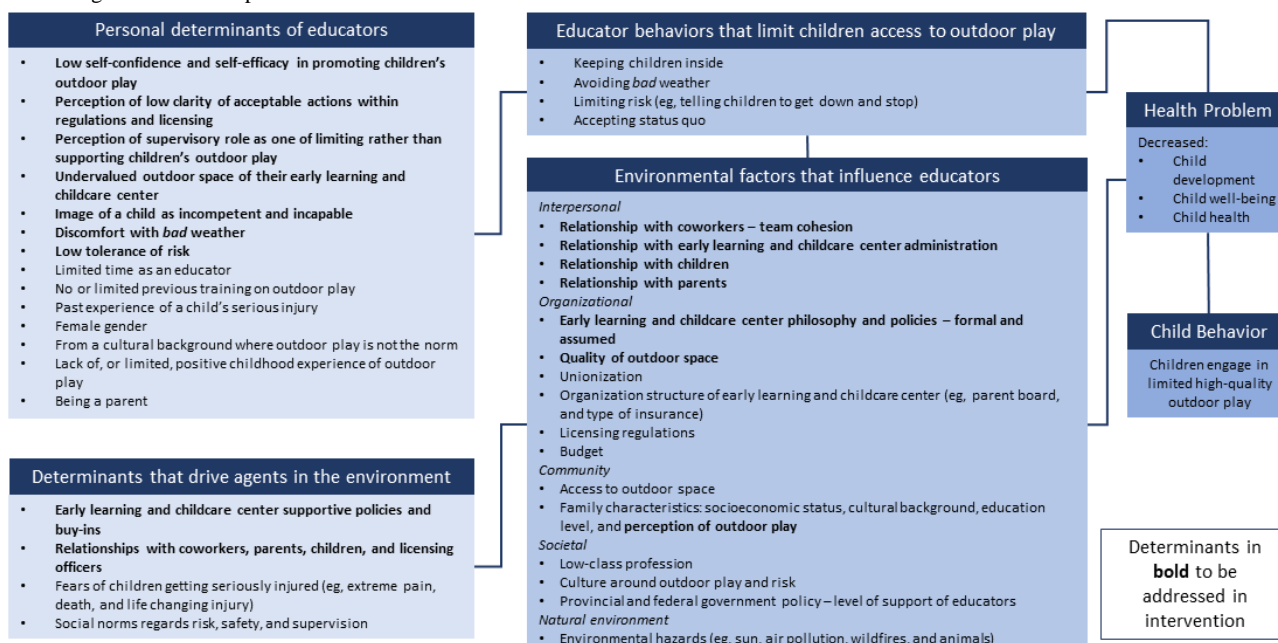 Personal determinants of educators
• Low self-confidence and self-efficacy in promoting children's
outdoor play
• Perception of low clarity of acceptable actions within
regulations and licensing
• Perception of supervisory role as one of limiting rather than
supporting children's outdoor play
• Undervalued outdoor space of their early learning and
childcare center
• Image of a child as incompetent and incapable
• Discomfort with bad weather
• Low tolerance of risk
• Limited time as an educator
• No or limited previous training on outdoor play
• Past experience of a child's serious injury
• Female gender
• From a cultural background where outdoor play is not the norm
• Lack of, or limited, positive childhood experience of outdoor
play
• Being a parent
Determinants that drive agents in the environment
• Early learning and childcare center supportive policies and
buy-ins
• Relationships with coworkers, parents, children, and licensing
officers
• Fears of children getting seriously injured (eg, extreme pain,
death, and life changing injury)
• Social norms regards risk, safety, and supervision
Educator behaviors that limit children access to outdoor play
• Keeping children inside
• Avoiding bad weather
• Limiting risk (eg, telling children to get down and stop)
• Accepting status quo
Environmental factors that influence educators
Interpersonal
• Relationship with coworkers – team cohesion
• Relationship with early learning and childcare center administration
• Relationship with children
• Relationship with parents
Organizational
• Early learning and childcare center philosophy and policies – formal and
assumed
• Quality of outdoor space
• Unionization
• Organization structure of early learning and childcare center (eg, parent board,
and type of insurance)
• Licensing regulations
• Budget
Community
• Access to outdoor space
• Family characteristics: socioeconomic status, cultural background, education
level, and perception of outdoor play
Societal
• Low-class profession
• Culture around outdoor play and risk
• Provincial and federal government policy – level of support of educators
Natural environment
• Environmental hazards (eg, sun, air pollution, wildfires, and animals)
Health Problem
Decreased:
• Child
development
• Child well-being
• Child health
Child Behavior
Children engage in
limited high-quality
outdoor play
Determinants in
bold to be
addressed in
intervention